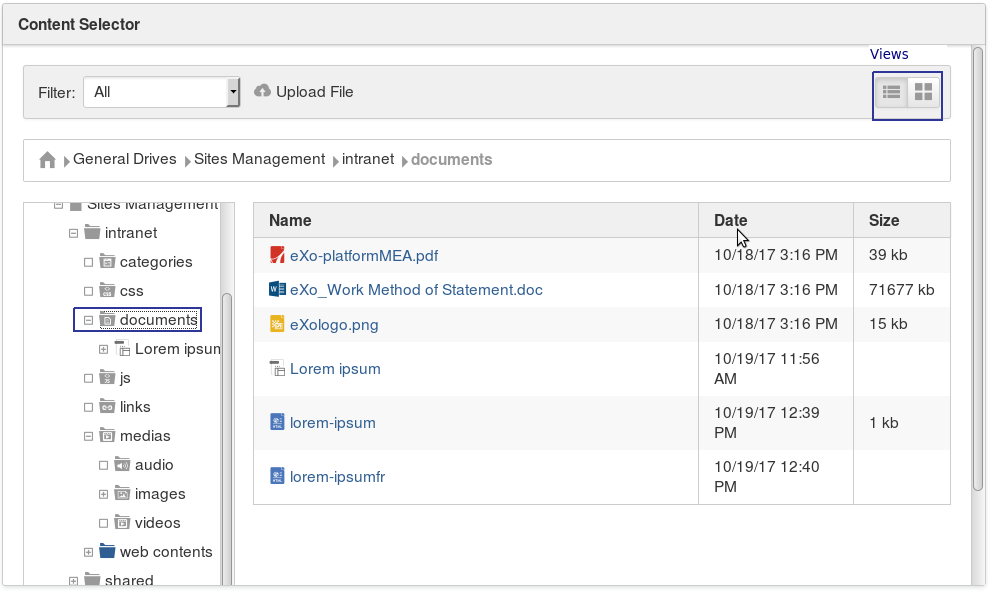 Content Selector
Views
Filter: All Upload File
General Drives Sites Management intranet documents
Sites Management
intranet
categories
css
documents
Lorem ipsum
js
links
medias
audio
images
videos
web contents
shared
Name Date Size
eXo-platformMEA.pdf 10/18/17 3:16 PM 39 kb
eXo_Work Method of Statement.doc 10/18/17 3:16 PM 71677 kb
eXologo.png 10/18/17 3:16 PM 15 kb
Lorem ipsum 10/19/17 11:56
AM
lorem-ipsum 10/19/17 12:39 1 kb
PM
lorem-ipsumfr 10/19/17 12:40
PM